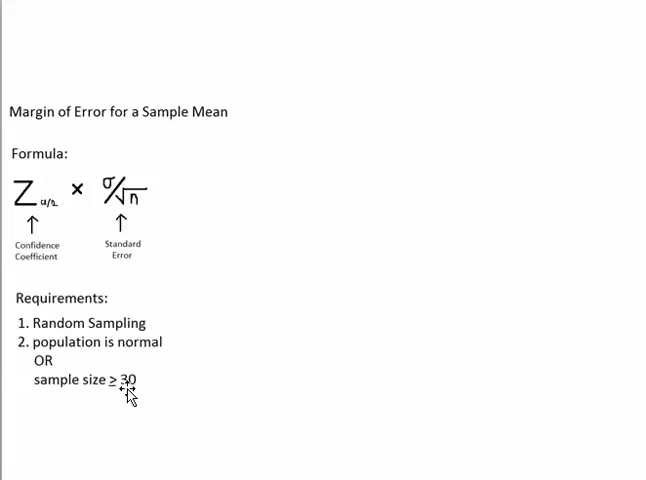 Margin of Error for a Sample Mean
Formula:
Z α/2 × σ/√n
↑ ↑
Confidence Coefficient
Standard Error
Requirements:
1. Random Sampling
2. population is normal
OR
sample size ≥ 30